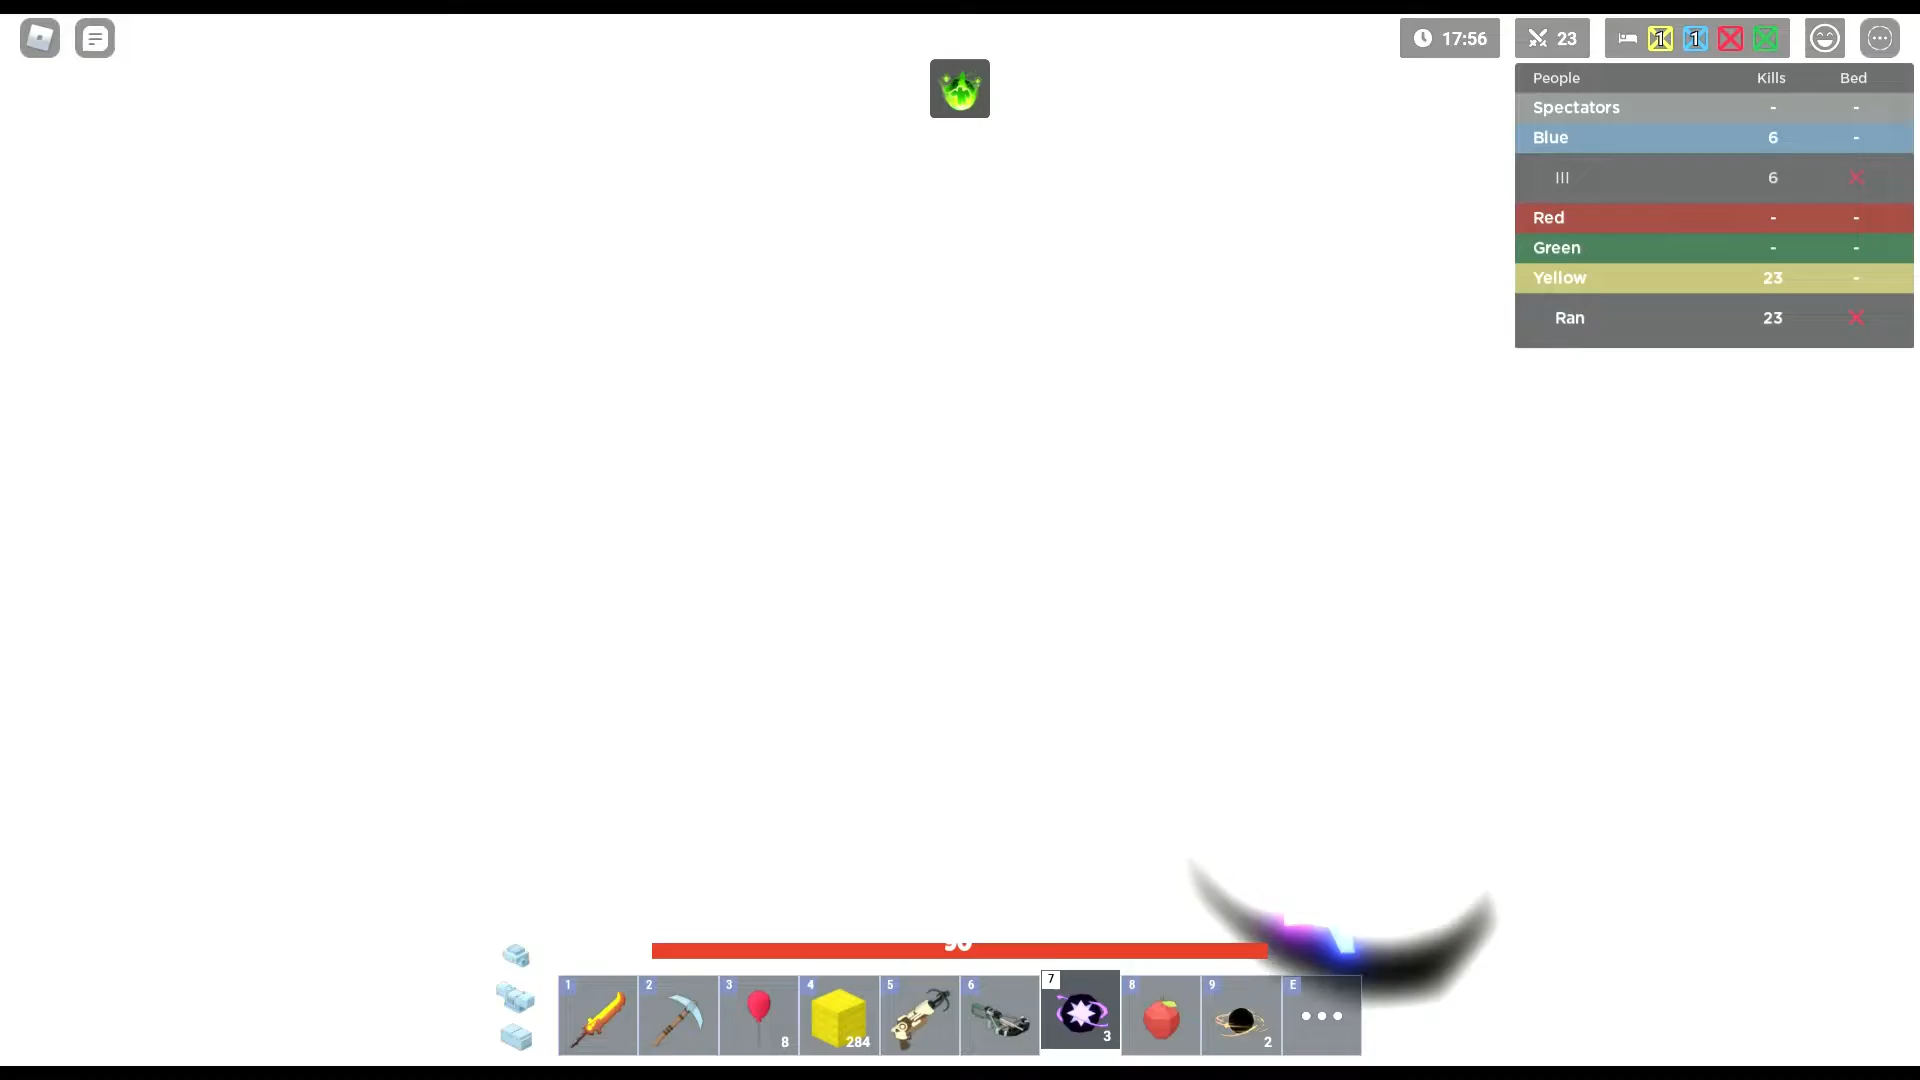 17:56
23
1 1
People Kills Bed
Spectators - -
Blue 6 -
III 6
Red - -
Green - -
Yellow 23 -
Ran 23
90
1 2 3 4 5 6 7 8 9 E
8 284 3 2